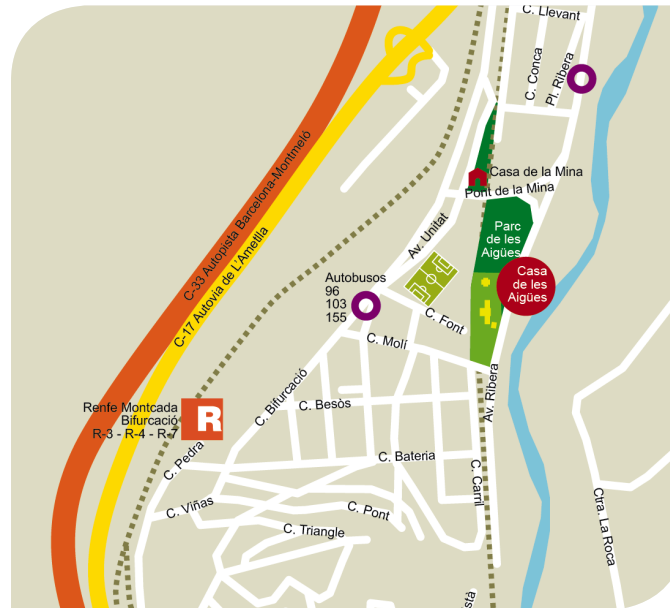 C. Llevant
C. Conca
Pl. Ribera
Casa de la Mina
Pont de la Mina
C-33 Autopista Barcelona-Montmeló
C-17 Autovia de L'Ametlla
Av. Unitat
Parc
de les
Aigües
Casa
de les
Aigües
Autobusos
96
103
155
C. Font
C. Molí
C. Bifurcació
Av. Ribera
Renfe Montcada
Bifurcació
R-3 - R-4 - R-7
R
C. Besòs
C. Pedra
C. Bateria
C. Carril
C. Viñas
C. Pont
C. Triangle
Ctra. La Roca